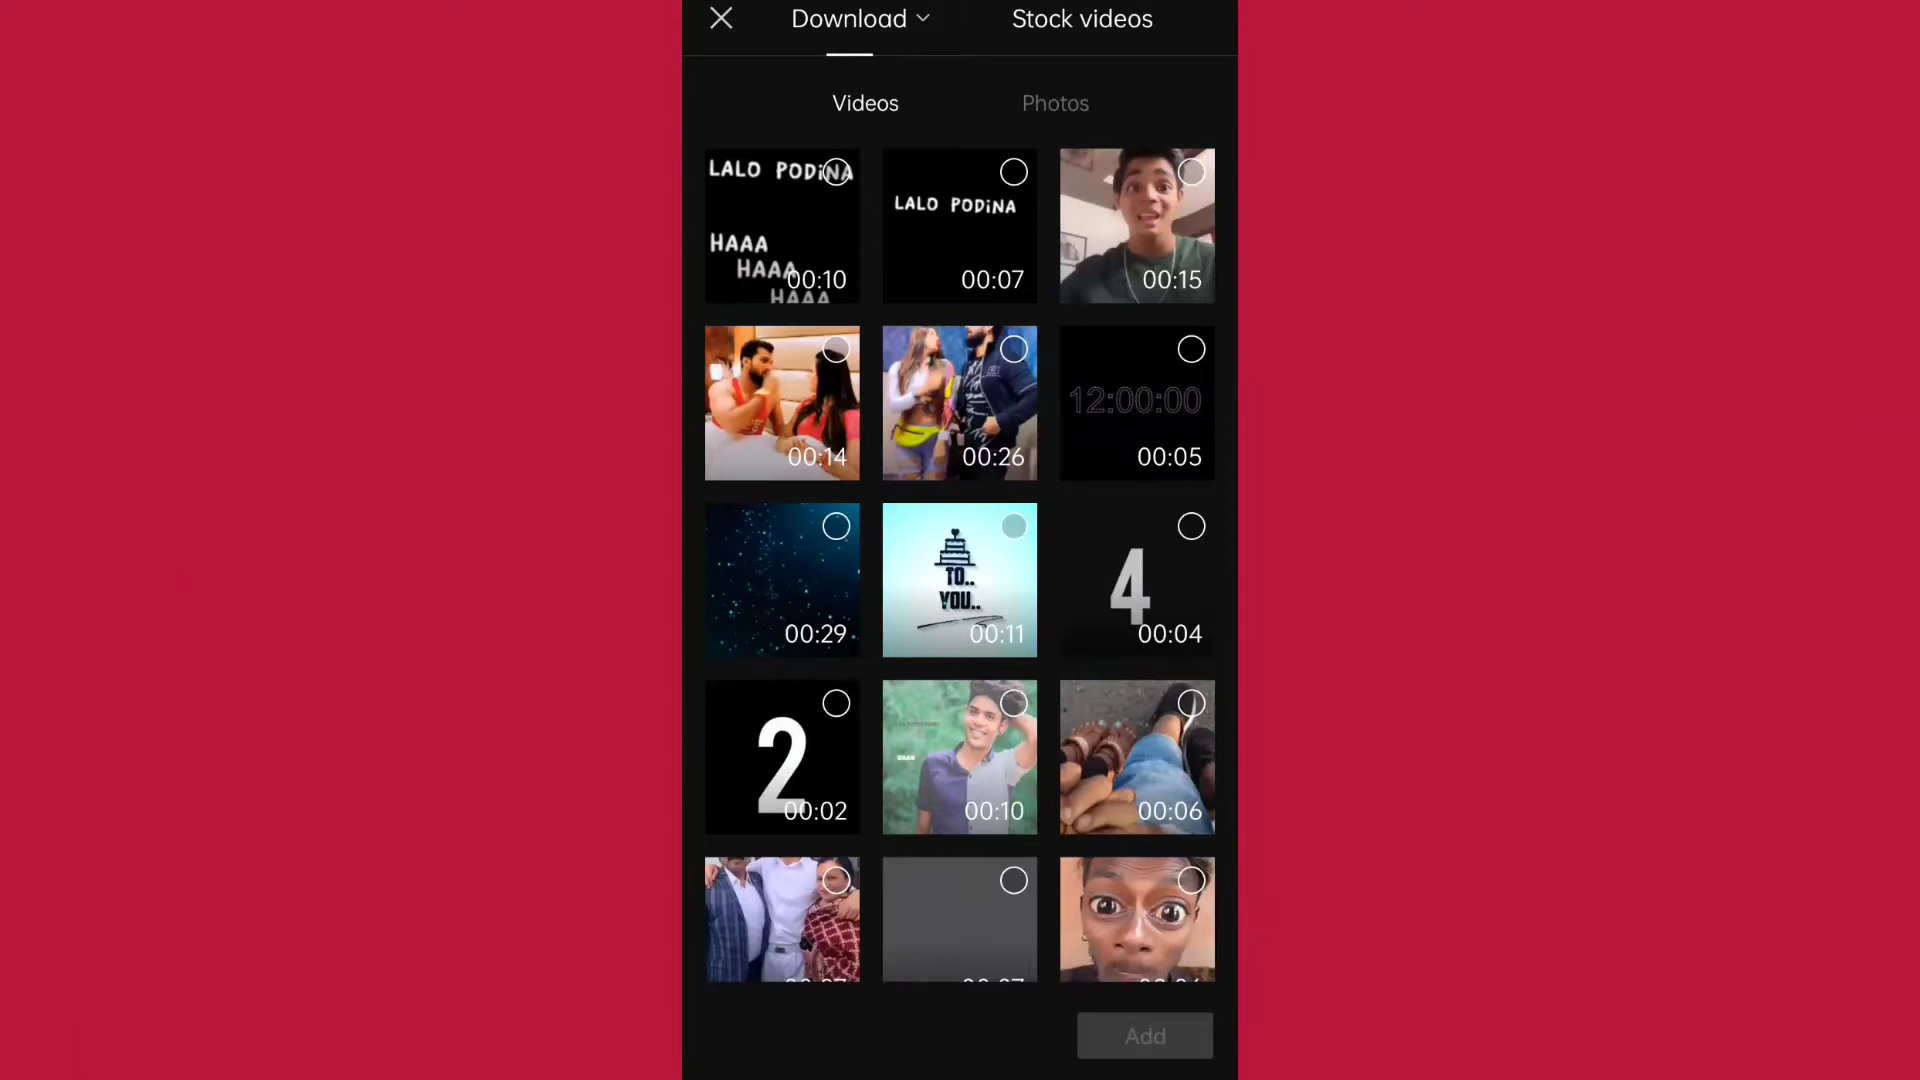 Download
Stock videos
Videos
Photos
LALO PODiNA
HAAA
HAAA
HAAA
00:10
LALO PODiNA
00:07
00:15
00:14
00:26
12:00:00
00:05
00:29
TO..
YOU..
00:11
4
00:04
2
00:02
00:10
00:06
Add